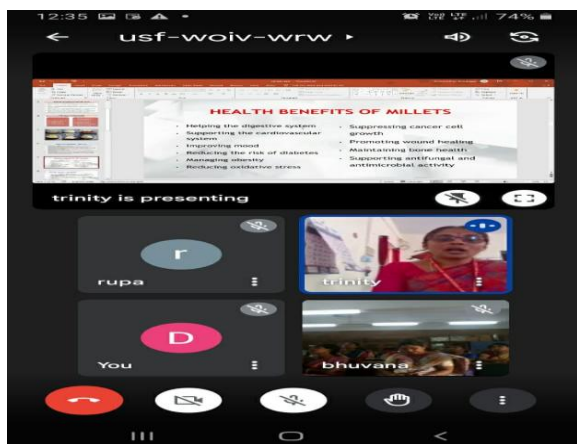 12:35
74%
usf-woiv-wrw
HEALTH BENEFITS OF MILLETS
• Helping the digestive system
• Supporting the cardiovascular
system
• Improving mood
• Reducing the risk of diabetes
• Managing obesity
• Reducing oxidative stress
• Suppressing cancer cell
growth
• Promoting wound healing
• Maintaining bone health
• Supporting antifungal and
antimicrobial activity
trinity is presenting
r
rupa
trinity
D
You
bhuvana